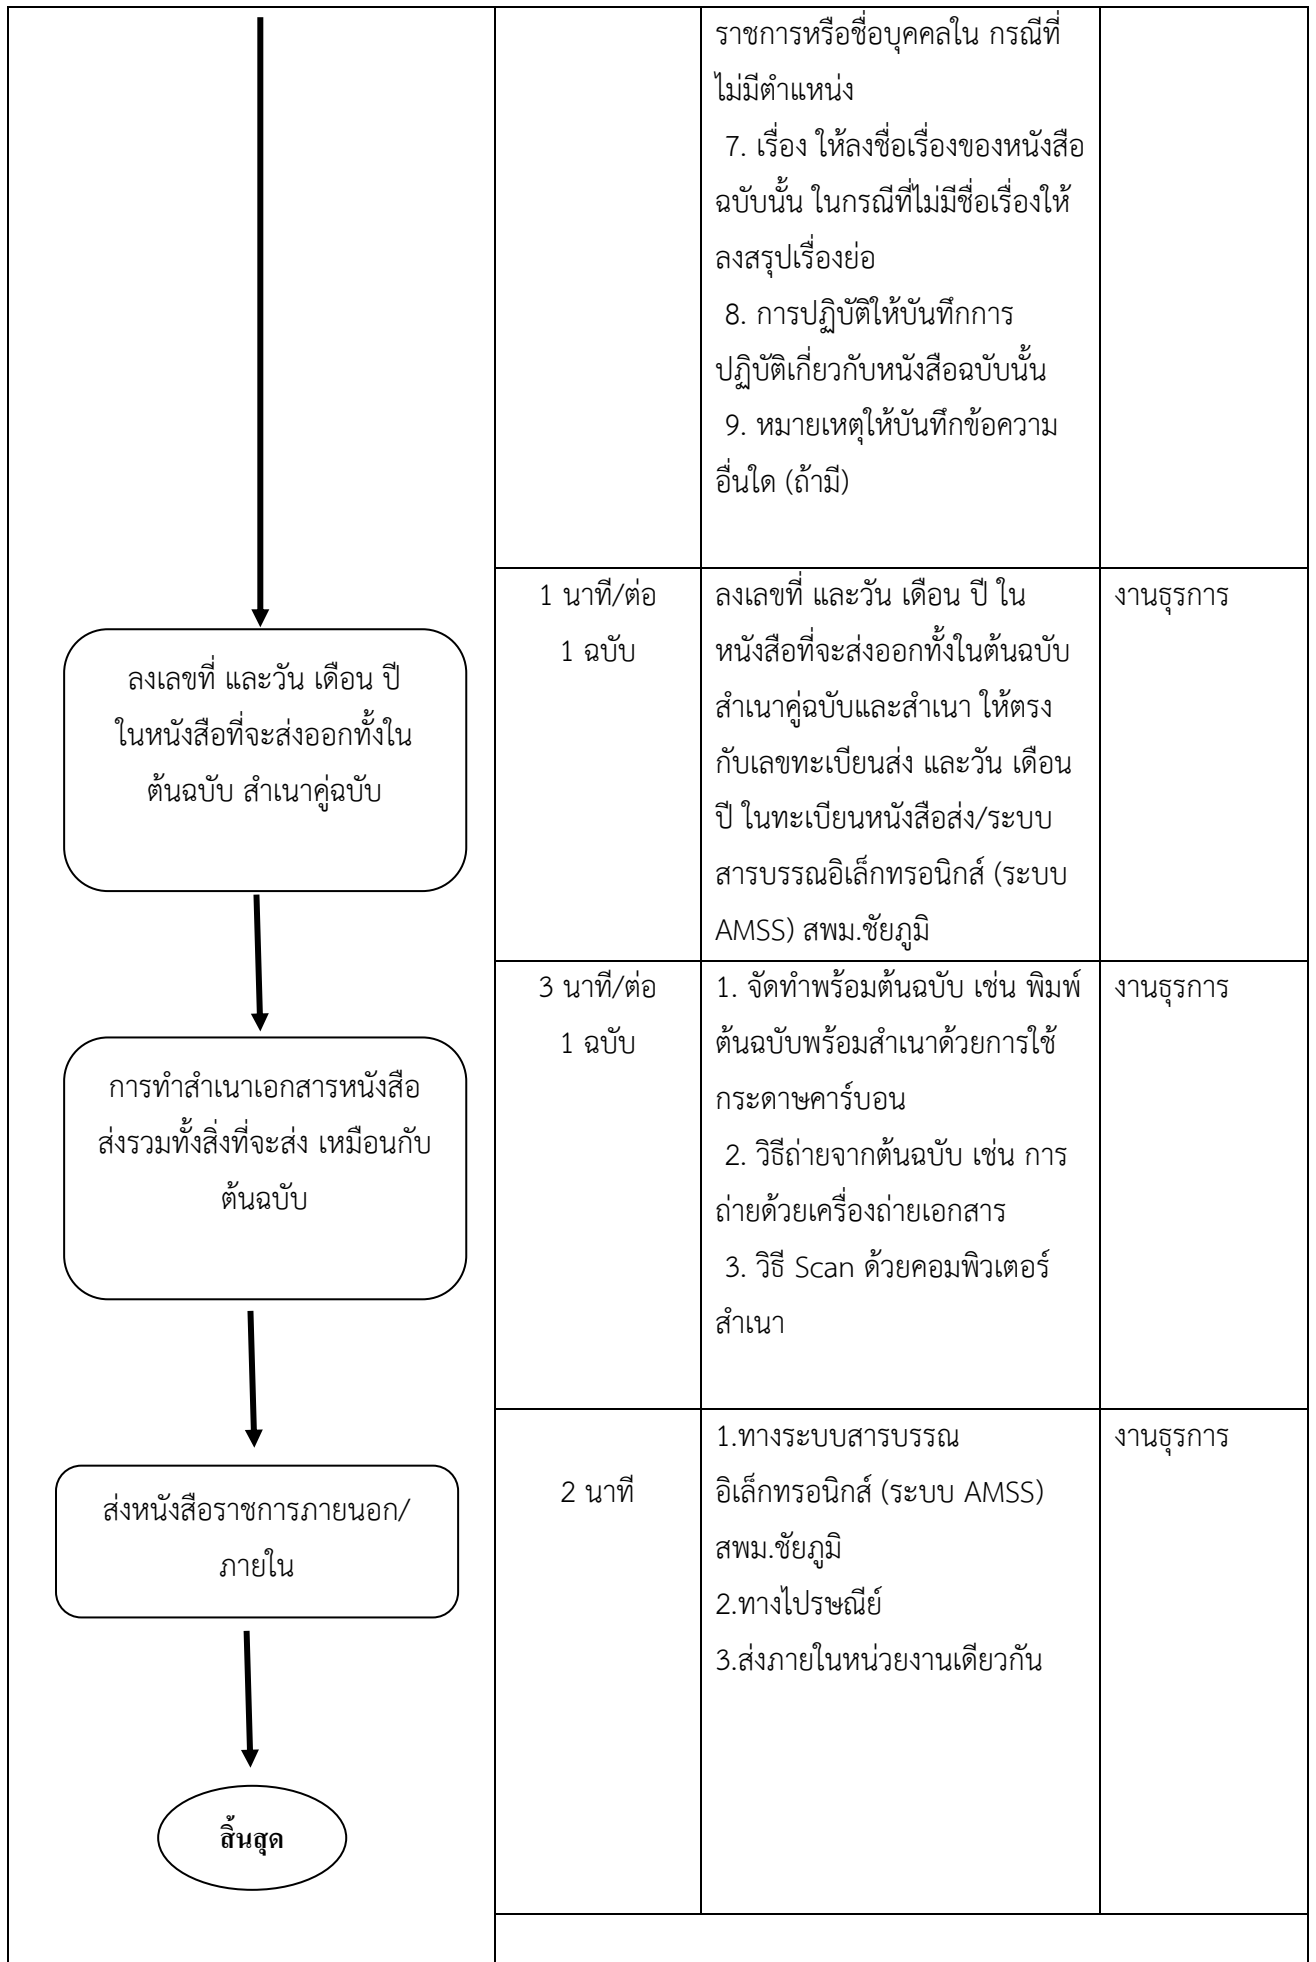 ราชการหรือชื่อบุคคลใน กรณีที่
ไม่มีตำแหน่ง
7. เรื่อง ให้ลงชื่อเรื่องของหนังสือ
ฉบับนั้น ในกรณีที่ไม่มีชื่อเรื่องให้
ลงสรุปเรื่องย่อ
8. การปฏิบัติให้บันทึกการ
ปฏิบัติเกี่ยวกับหนังสือฉบับนั้น
9. หมายเหตุให้บันทึกข้อความ
อื่นใด (ถ้ามี)
ลงเลขที่ และวัน เดือน ปี
ในหนังสือที่จะส่งออกทั้งใน
ต้นฉบับ สำเนาคู่ฉบับ
1 นาที/ต่อ
1 ฉบับ
ลงเลขที่ และวัน เดือน ปี ใน
หนังสือที่จะส่งออกทั้งในต้นฉบับ
สำเนาคู่ฉบับและสำเนา ให้ตรง
กับเลขทะเบียนส่ง และวัน เดือน
ปี ในทะเบียนหนังสือส่ง/ระบบ
สารบรรณอิเล็กทรอนิกส์ (ระบบ
AMSS) สพม.ชัยภูมิ
งานธุรการ
การทำสำเนาเอกสารหนังสือ
ส่งรวมทั้งสิ่งที่จะส่ง เหมือนกับ
ต้นฉบับ
3 นาที/ต่อ
1 ฉบับ
1. จัดทำพร้อมต้นฉบับ เช่น พิมพ์
ต้นฉบับพร้อมสำเนาด้วยการใช้
กระดาษคาร์บอน
2. วิธีถ่ายจากต้นฉบับ เช่น การ
ถ่ายด้วยเครื่องถ่ายเอกสาร
3. วิธี Scan ด้วยคอมพิวเตอร์
สำเนา
งานธุรการ
ส่งหนังสือราชการภายนอก/
ภายใน
2 นาที
1.ทางระบบสารบรรณ
อิเล็กทรอนิกส์ (ระบบ AMSS)
สพม.ชัยภูมิ
2.ทางไปรษณีย์
3.ส่งภายในหน่วยงานเดียวกัน
งานธุรการ
สิ้นสุด